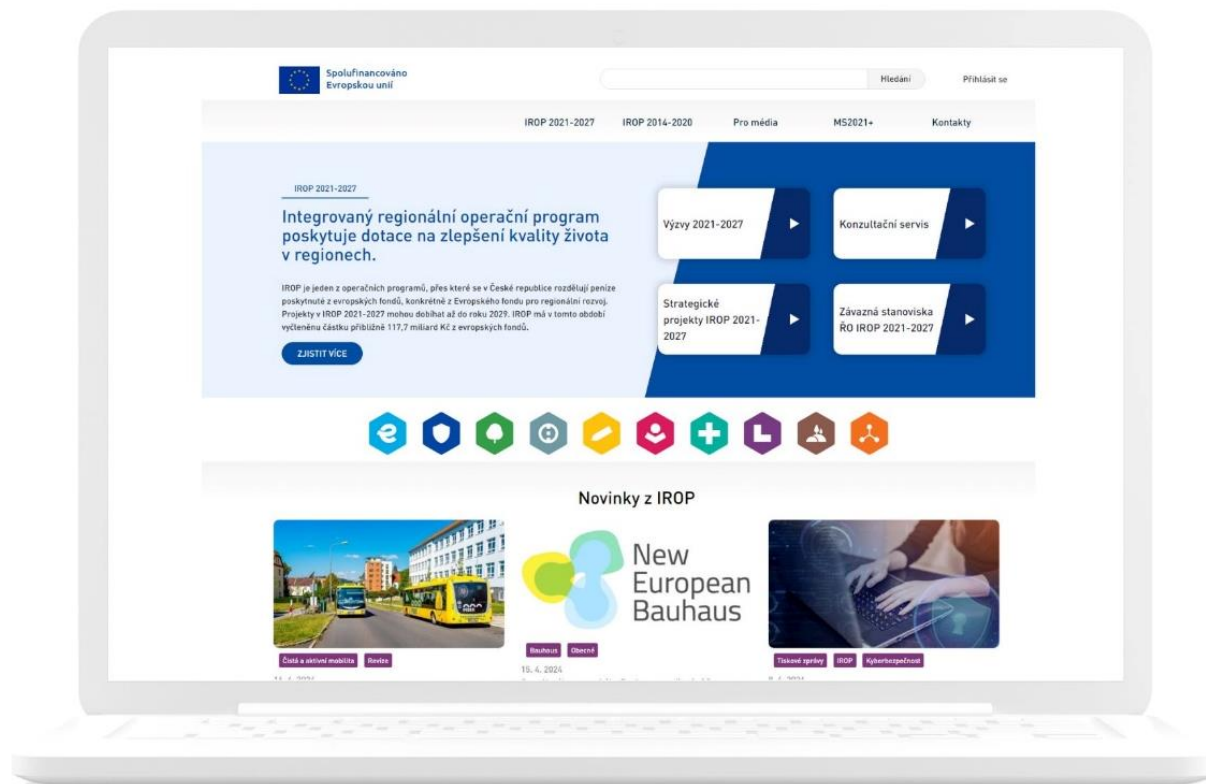 Spolufinancováno
Evropskou unií
Hledání
Přihlásit se
IROP 2021-2027
IROP 2014-2020
Pro média
MS2021+
Kontakty
IROP 2021-2027
Integrovaný regionální operační program
poskytuje dotace na zlepšení kvality života
v regionech.
IROP je jeden z operačních programů, přes které se v České republice rozdělují peníze
poskytnuté z evropských fondů, konkrétně z Evropského fondu pro regionální rozvoj.
Projekty v IROP 2021-2027 mohou dobíhat až do roku 2029. IROP má v tomto období
vyčleněnu částku přibližně 117,7 miliard Kč z evropských fondů.
ZJISTIT VÍCE
Výzvy 2021-2027
Konzultační servis
Strategické
projekty IROP 2021-
2027
Závazná stanoviska
ŘO IROP 2021-2027
Novinky z IROP
New
European
Bauhaus
Čistá a aktivní mobilita
Revize
Bauhaus
Obecné
15. 4. 2024
Tiskové zprávy
IROP
Kyberbezpečnost